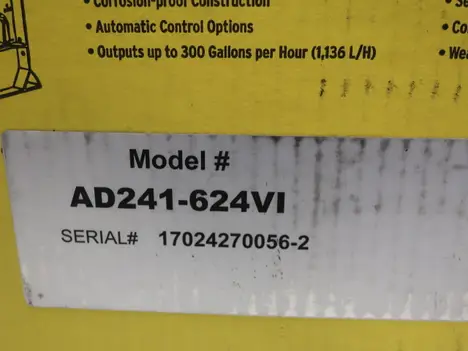 • Corrosion-proof Construction
• Automatic Control Options
• Outputs up to 300 Gallons per Hour (1,136 L/H)
Model #
AD241-624VI
SERIAL# 17024270056-2